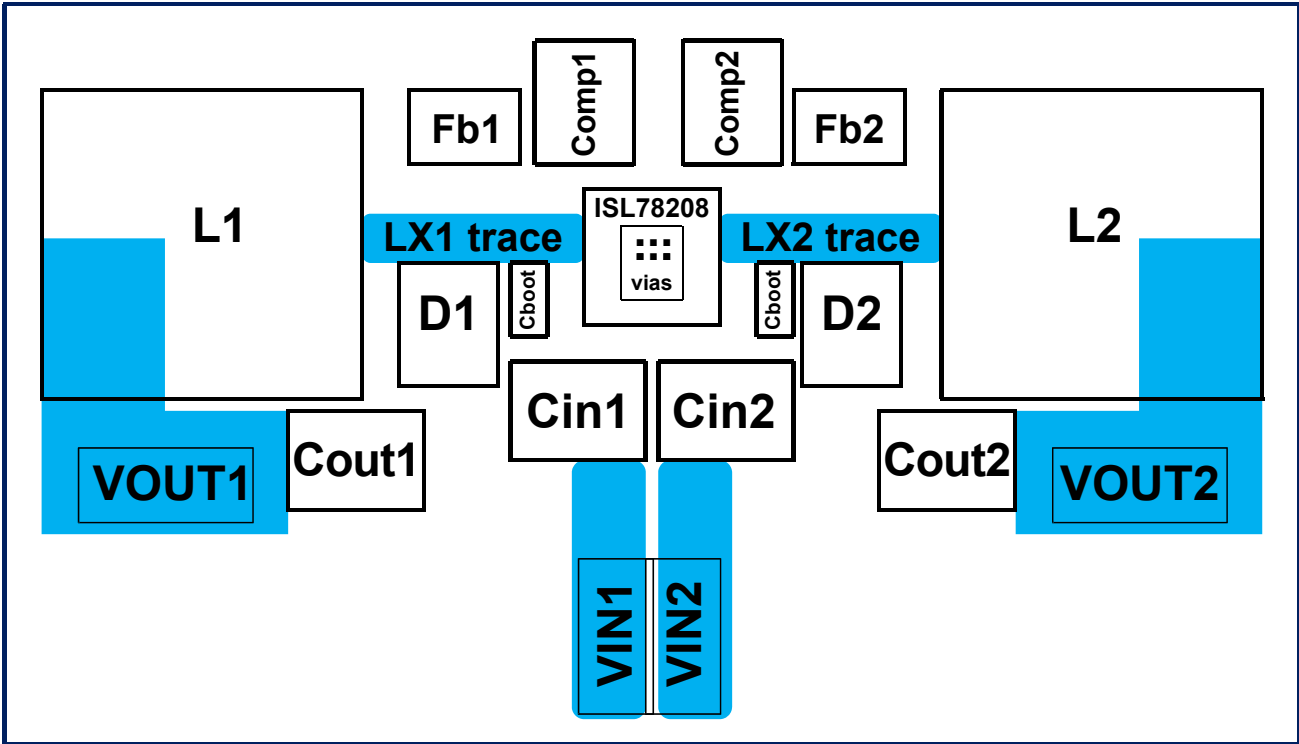 Comp1
Comp2
Fb1
Fb2
L1
ISL78208
L2
LX1 trace
LX2 trace
vias
D1
Cboot
Cboot
D2
Cin1
Cin2
Cout1
Cout2
VOUT1
VOUT2
VIN1
VIN2